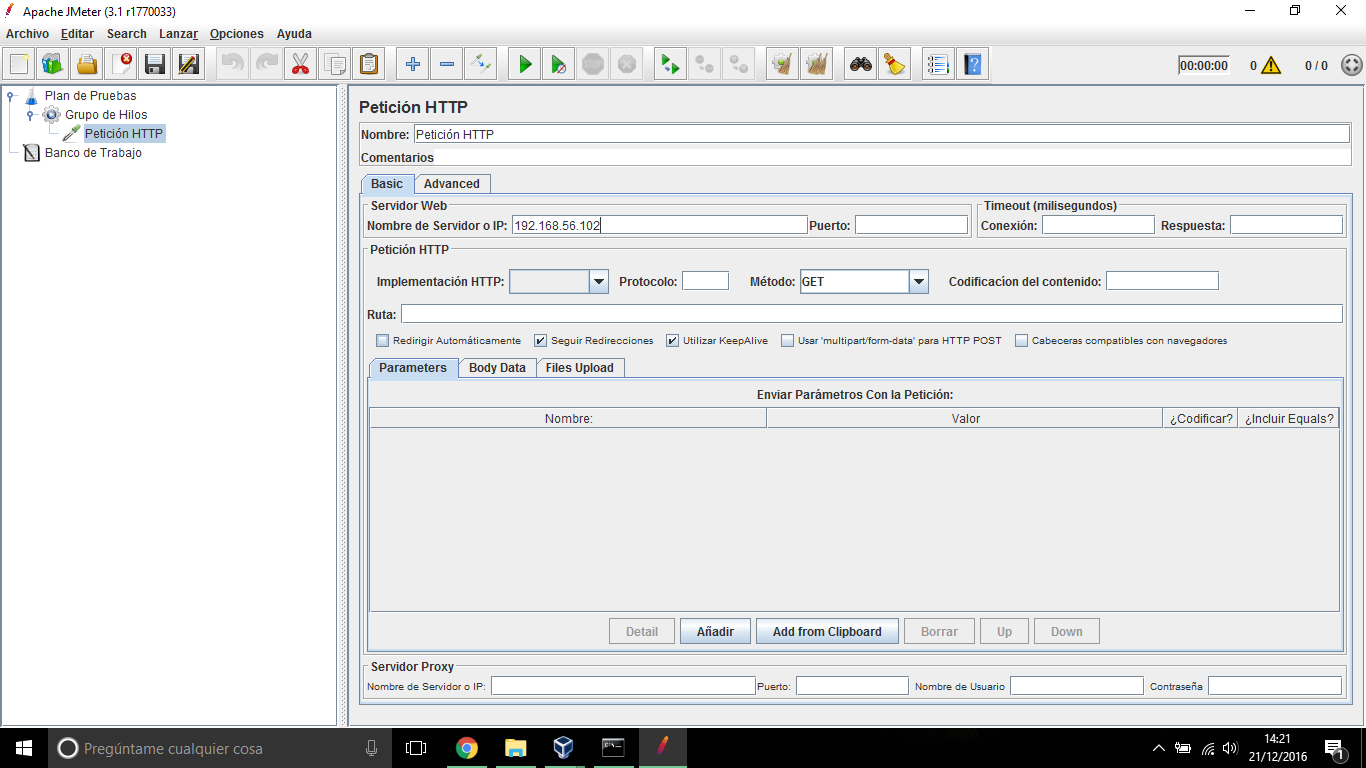 Apache JMeter (3.1 r1770033)
Archivo Editar Search Lanzar Opciones Ayuda
STOP 00:00:00 0 0 / 0
Plan de Pruebas
Grupo de Hilos
Petición HTTP
Banco de Trabajo
Petición HTTP
Nombre: Petición HTTP
Comentarios
Basic Advanced
Servidor Web
Nombre de Servidor o IP: 192.168.56.102 Puerto:
Timeout (milisegundos)
Conexión: Respuesta:
Petición HTTP
Implementación HTTP: Protocolo: Método: GET Codificacíon del contenido:
Ruta:
Redirigir Automáticamente Seguir Redirecciones Utilizar KeepAlive Usar 'multipart/form-data' para HTTP POST Cabeceras compatibles con navegadores
Parameters Body Data Files Upload
Enviar Parámetros Con la Petición:
Nombre: Valor ¿Codificar? ¿Incluir Equals?
Detail Añadir Add from Clipboard Borrar Up Down
Servidor Proxy
Nombre de Servidor o IP: Puerto: Nombre de Usuario Contraseña
Pregúntame cualquier cosa
14:21
21/12/2016
1